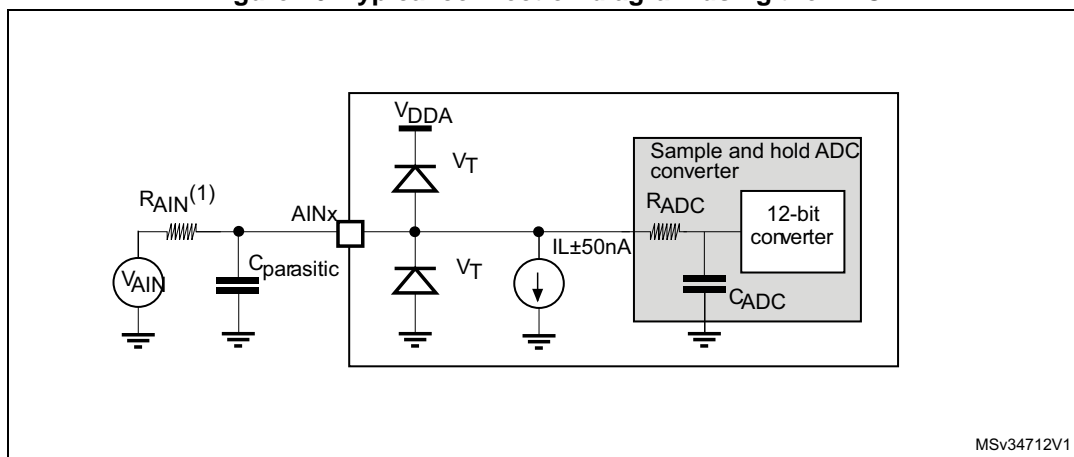 VDDA
VT
Sample and hold ADC
converter
RAIN(1)
AINx
RADC
12-bit
converter
IL±50nA
VT
Cparasitic
VAIN
CADC
MSv34712V1